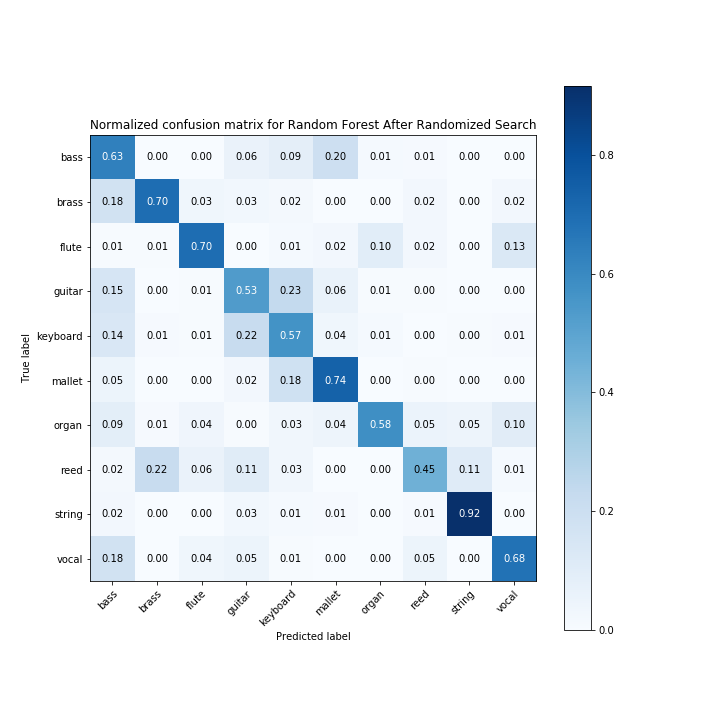 Normalized confusion matrix for Random Forest After Randomized Search
bass 0.63 0.00 0.00 0.06 0.09 0.20 0.01 0.01 0.00 0.00
brass 0.18 0.70 0.03 0.03 0.02 0.00 0.00 0.02 0.00 0.02
flute 0.01 0.01 0.70 0.00 0.01 0.02 0.10 0.02 0.00 0.13
guitar 0.15 0.00 0.01 0.53 0.23 0.06 0.01 0.00 0.00 0.00
keyboard 0.14 0.01 0.01 0.22 0.57 0.04 0.01 0.00 0.00 0.01
mallet 0.05 0.00 0.00 0.02 0.18 0.74 0.00 0.00 0.00 0.00
organ 0.09 0.01 0.04 0.00 0.03 0.04 0.58 0.05 0.05 0.10
reed 0.02 0.22 0.06 0.11 0.03 0.00 0.00 0.45 0.11 0.01
string 0.02 0.00 0.00 0.03 0.01 0.01 0.00 0.01 0.92 0.00
vocal 0.18 0.00 0.04 0.05 0.01 0.00 0.00 0.05 0.00 0.68
True label
bass brass flute guitar keyboard mallet organ reed string vocal
Predicted label
0.8
0.6
0.4
0.2
0.0